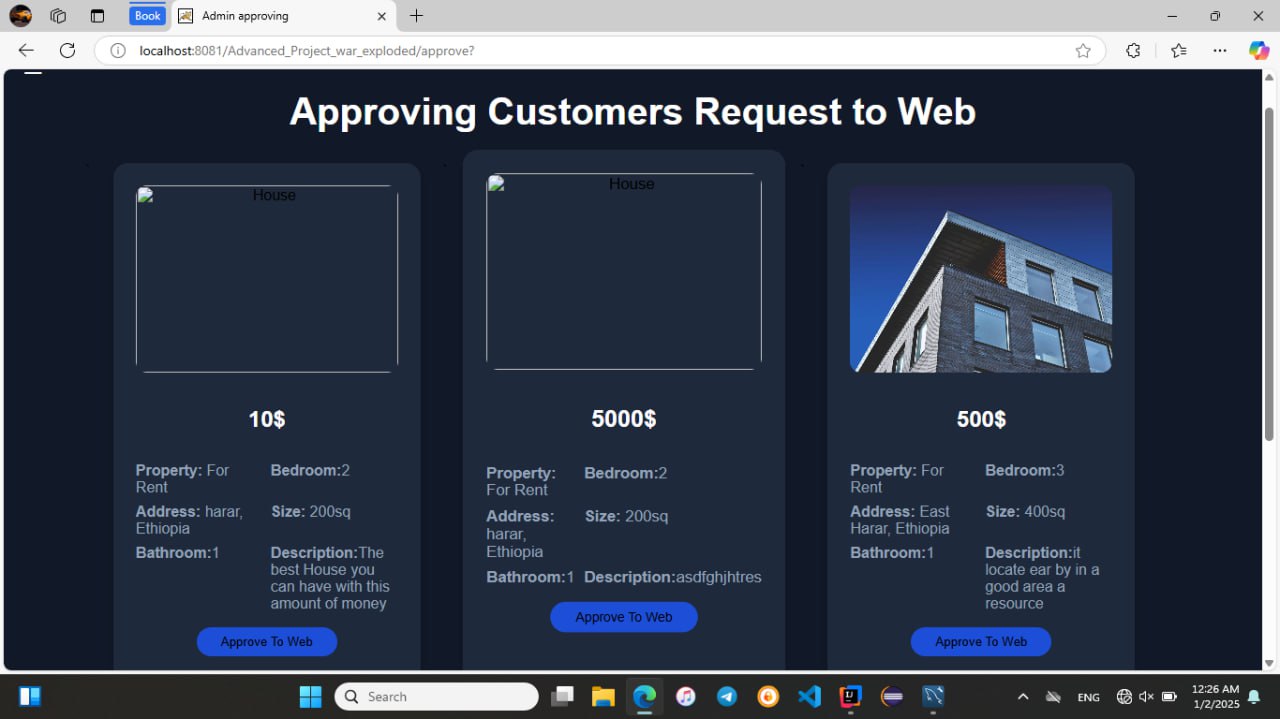 Book
Admin approving
localhost:8081/Advanced_Project_war_exploded/approve?
Approving Customers Request to Web
House
10$
Property: For
Rent
Bedroom:2
Address: harar,
Ethiopia
Size: 200sq
Bathroom:1
Description:The
best House you
can have with this
amount of money
Approve To Web
House
5000$
Property:
For Rent
Bedroom:2
Address:
harar,
Ethiopia
Size: 200sq
Bathroom:1
Description:asdfghjhtres
Approve To Web
500$
Property: For
Rent
Bedroom:3
Address: East
Harar, Ethiopia
Size: 400sq
Bathroom:1
Description:it
locate ear by in a
good area a
resource
Approve To Web
Search
ENG
12:26 AM
1/2/2025